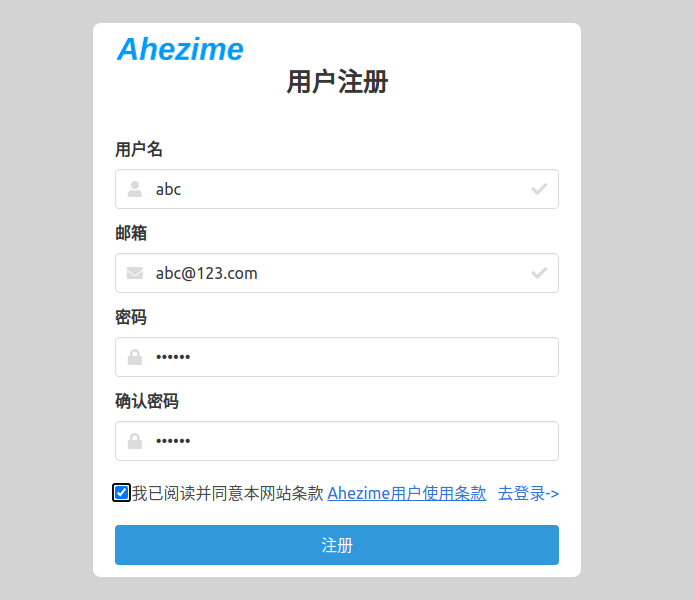 Ahezime
用户注册
用户名
abc
邮箱
abc@123.com
密码
••••••
确认密码
••••••
我已阅读并同意本网站条款 Ahezime用户使用条款 去登录->
注册